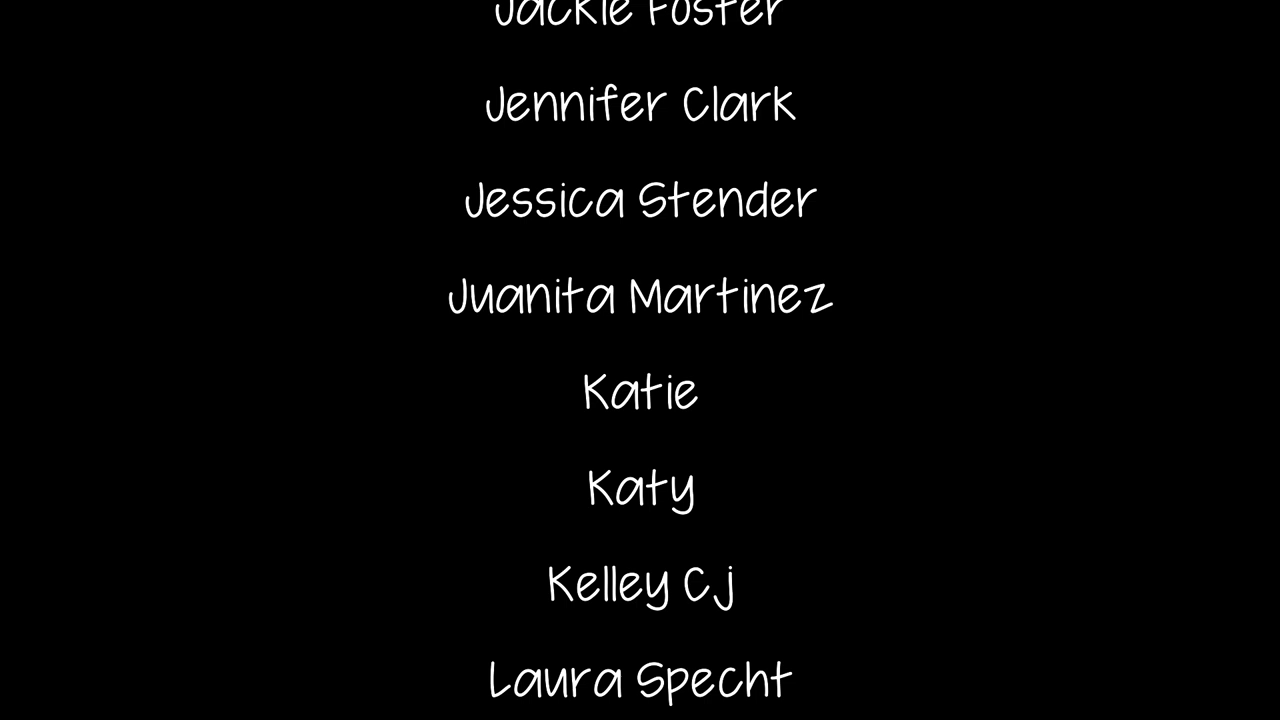 Jackie Foster
Jennifer Clark
Jessica Stender
Juanita Martinez
Katie
Katy
Kelley Cj
Laura Specht